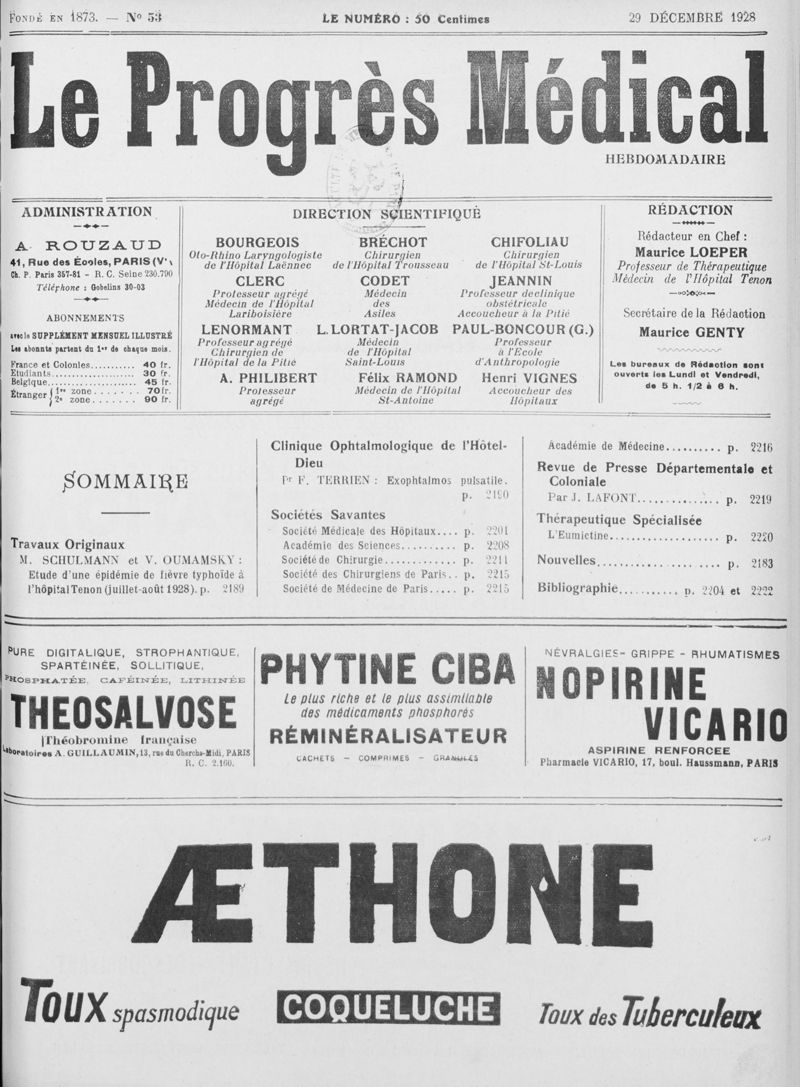 FONDÉ EN 1873. — No 53
LE NUMÉRO : 50 Centimes
29 DÉCEMBRE 1928
Le Progrès Médical
HEBDOMADAIRE
ADMINISTRATION
A. ROUZAUD
41, Rue des Écoles, PARIS (Ve)
Ch. P. Paris 357-81 - R. C. Seine 230.790
Téléphone : Gobelins 30-03
ABONNEMENTS
avec le SUPPLÉMENT MENSUEL ILLUSTRÉ
Les abonnts partent du 1er de chaque mois.
France et Colonies........... 40 fr.
Étudiants..................... 30 fr.
Belgique...................... 45 fr.
Étranger { 1re zone ....... 70 fr.
{ 2e zone ....... 90 fr.
DIRECTION SCIENTIFIQUE
BOURGEOIS
Oto-Rhino Laryngologiste
de l'Hôpital Laënnec
BRÉCHOT
Chirurgien
de l'Hôpital Trousseau
CHIFOLIAU
Chirurgien
de l'Hôpital St-Louis
CLERC
Professeur agrégé
Médecin de l'Hôpital
Lariboisière
CODET
Médecin
des
Asiles
JEANNIN
Professeur declinique
obstétricale
Accoucheur à la Pitié
LENORMANT
Professeur agrégé
Chirurgien de
l'Hôpital de la Pitié
L. LORTAT-JACOB
Médecin
de l'Hôpital
Saint-Louis
PAUL-BONCOUR (G.)
Professeur
à l'Ecole
d'Anthropologie
A. PHILIBERT
Professeur
agrégé
Félix RAMOND
Médecin de l'Hôpital
St-Antoine
Henri VIGNES
Accoucheur des
Hôpitaux
RÉDACTION
Rédacteur en Chef :
Maurice LOEPER
Professeur de Thérapeutique
Médecin de l'Hôpital Tenon
Secrétaire de la Rédaction
Maurice GENTY
Les bureaux de Rédaction sont
ouverts les Lundi et Vendredi,
de 5 h. 1/2 à 6 h.
SOMMAIRE
Travaux Originaux
M. SCHULMANN et V. OUMAMSKY :
Etude d'une épidémie de fièvre typhoïde à
l'hôpital Tenon (juillet-août 1928). p. 2189
Clinique Ophtalmologique de l'Hôtel-
Dieu
Pr F. TERRIEN : Exophtalmos pulsatile.
p. 2190
Sociétés Savantes
Société Médicale des Hôpitaux.... p. 2201
Académie des Sciences.......... p. 2208
Société de Chirurgie............. p. 2211
Société des Chirurgiens de Paris.. p. 2215
Société de Médecine de Paris..... p. 2215
Académie de Médecine.......... p. 2216
Revue de Presse Départementale et
Coloniale
Par J. LAFONT............... p. 2219
Thérapeutique Spécialisée
L'Eumictine................... p. 2220
Nouvelles...................... p. 2183
Bibliographie............ p. 2204 et 2222
PURE DIGITALIQUE, STROPHANTIQUE,
SPARTÉINÉE, SOLLITIQUE,
PHOSPHATÉE, CAFÉINÉE, LITHINÉE
THEOSALVOSE
Théobromine française
Laboratoires A. GUILLAUMIN, 13, rue du Cherche-Midi, PARIS
R. C. 2.160.
PHYTINE CIBA
Le plus riche et le plus assimilable
des médicaments phosphorés
RÉMINÉRALISATEUR
CACHETS - COMPRIMES - GRANULÉS
NÉVRALGIES - GRIPPE - RHUMATISMES
NOPIRINE
VICARIO
ASPIRINE RENFORCEE
Pharmacie VICARIO, 17, boul. Haussmann, PARIS
ÆTHONE
TOUX spasmodique
COQUELUCHE
Toux des Tuberculeux